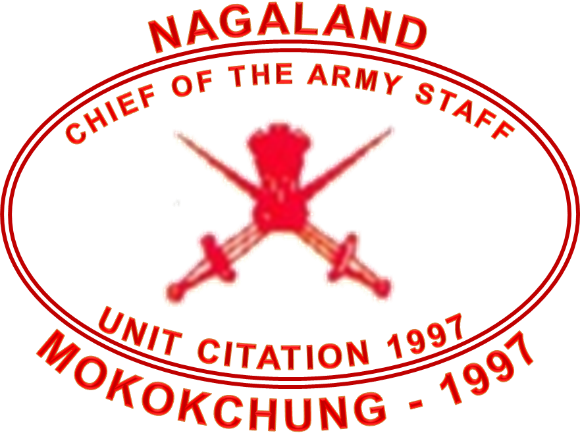 NAGALAND
CHIEF OF THE ARMY STAFF
UNIT CITATION 1997
MOKOKCHUNG - 1997